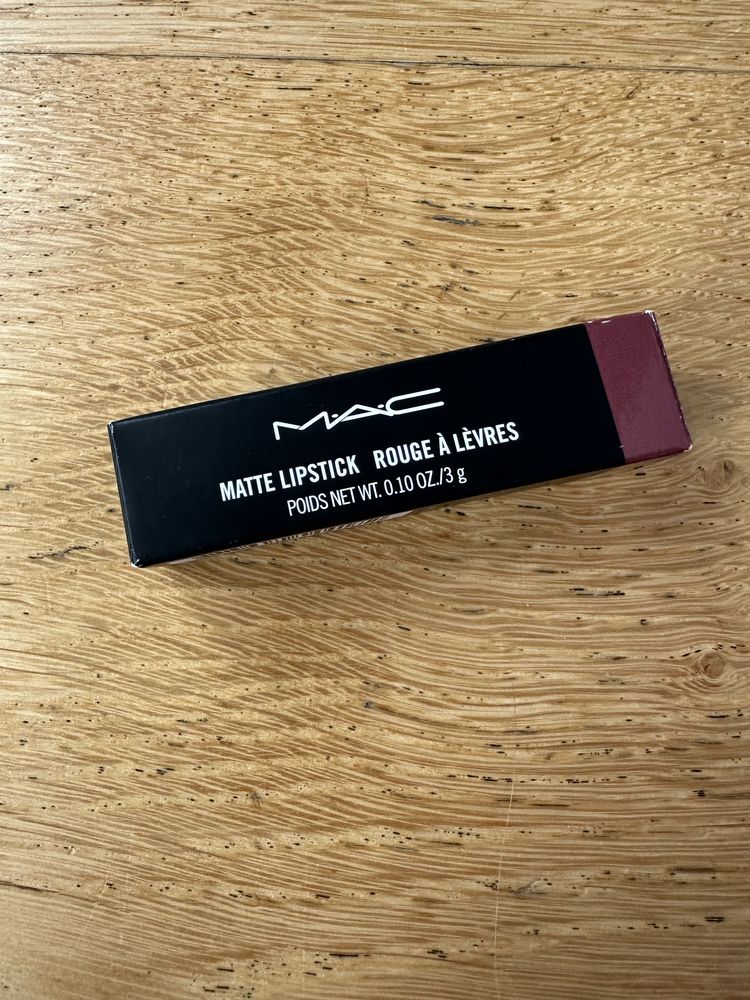 M·A·C
MATTE LIPSTICK ROUGE À LÈVRES
POIDS NET WT. 0.10 OZ./3 g